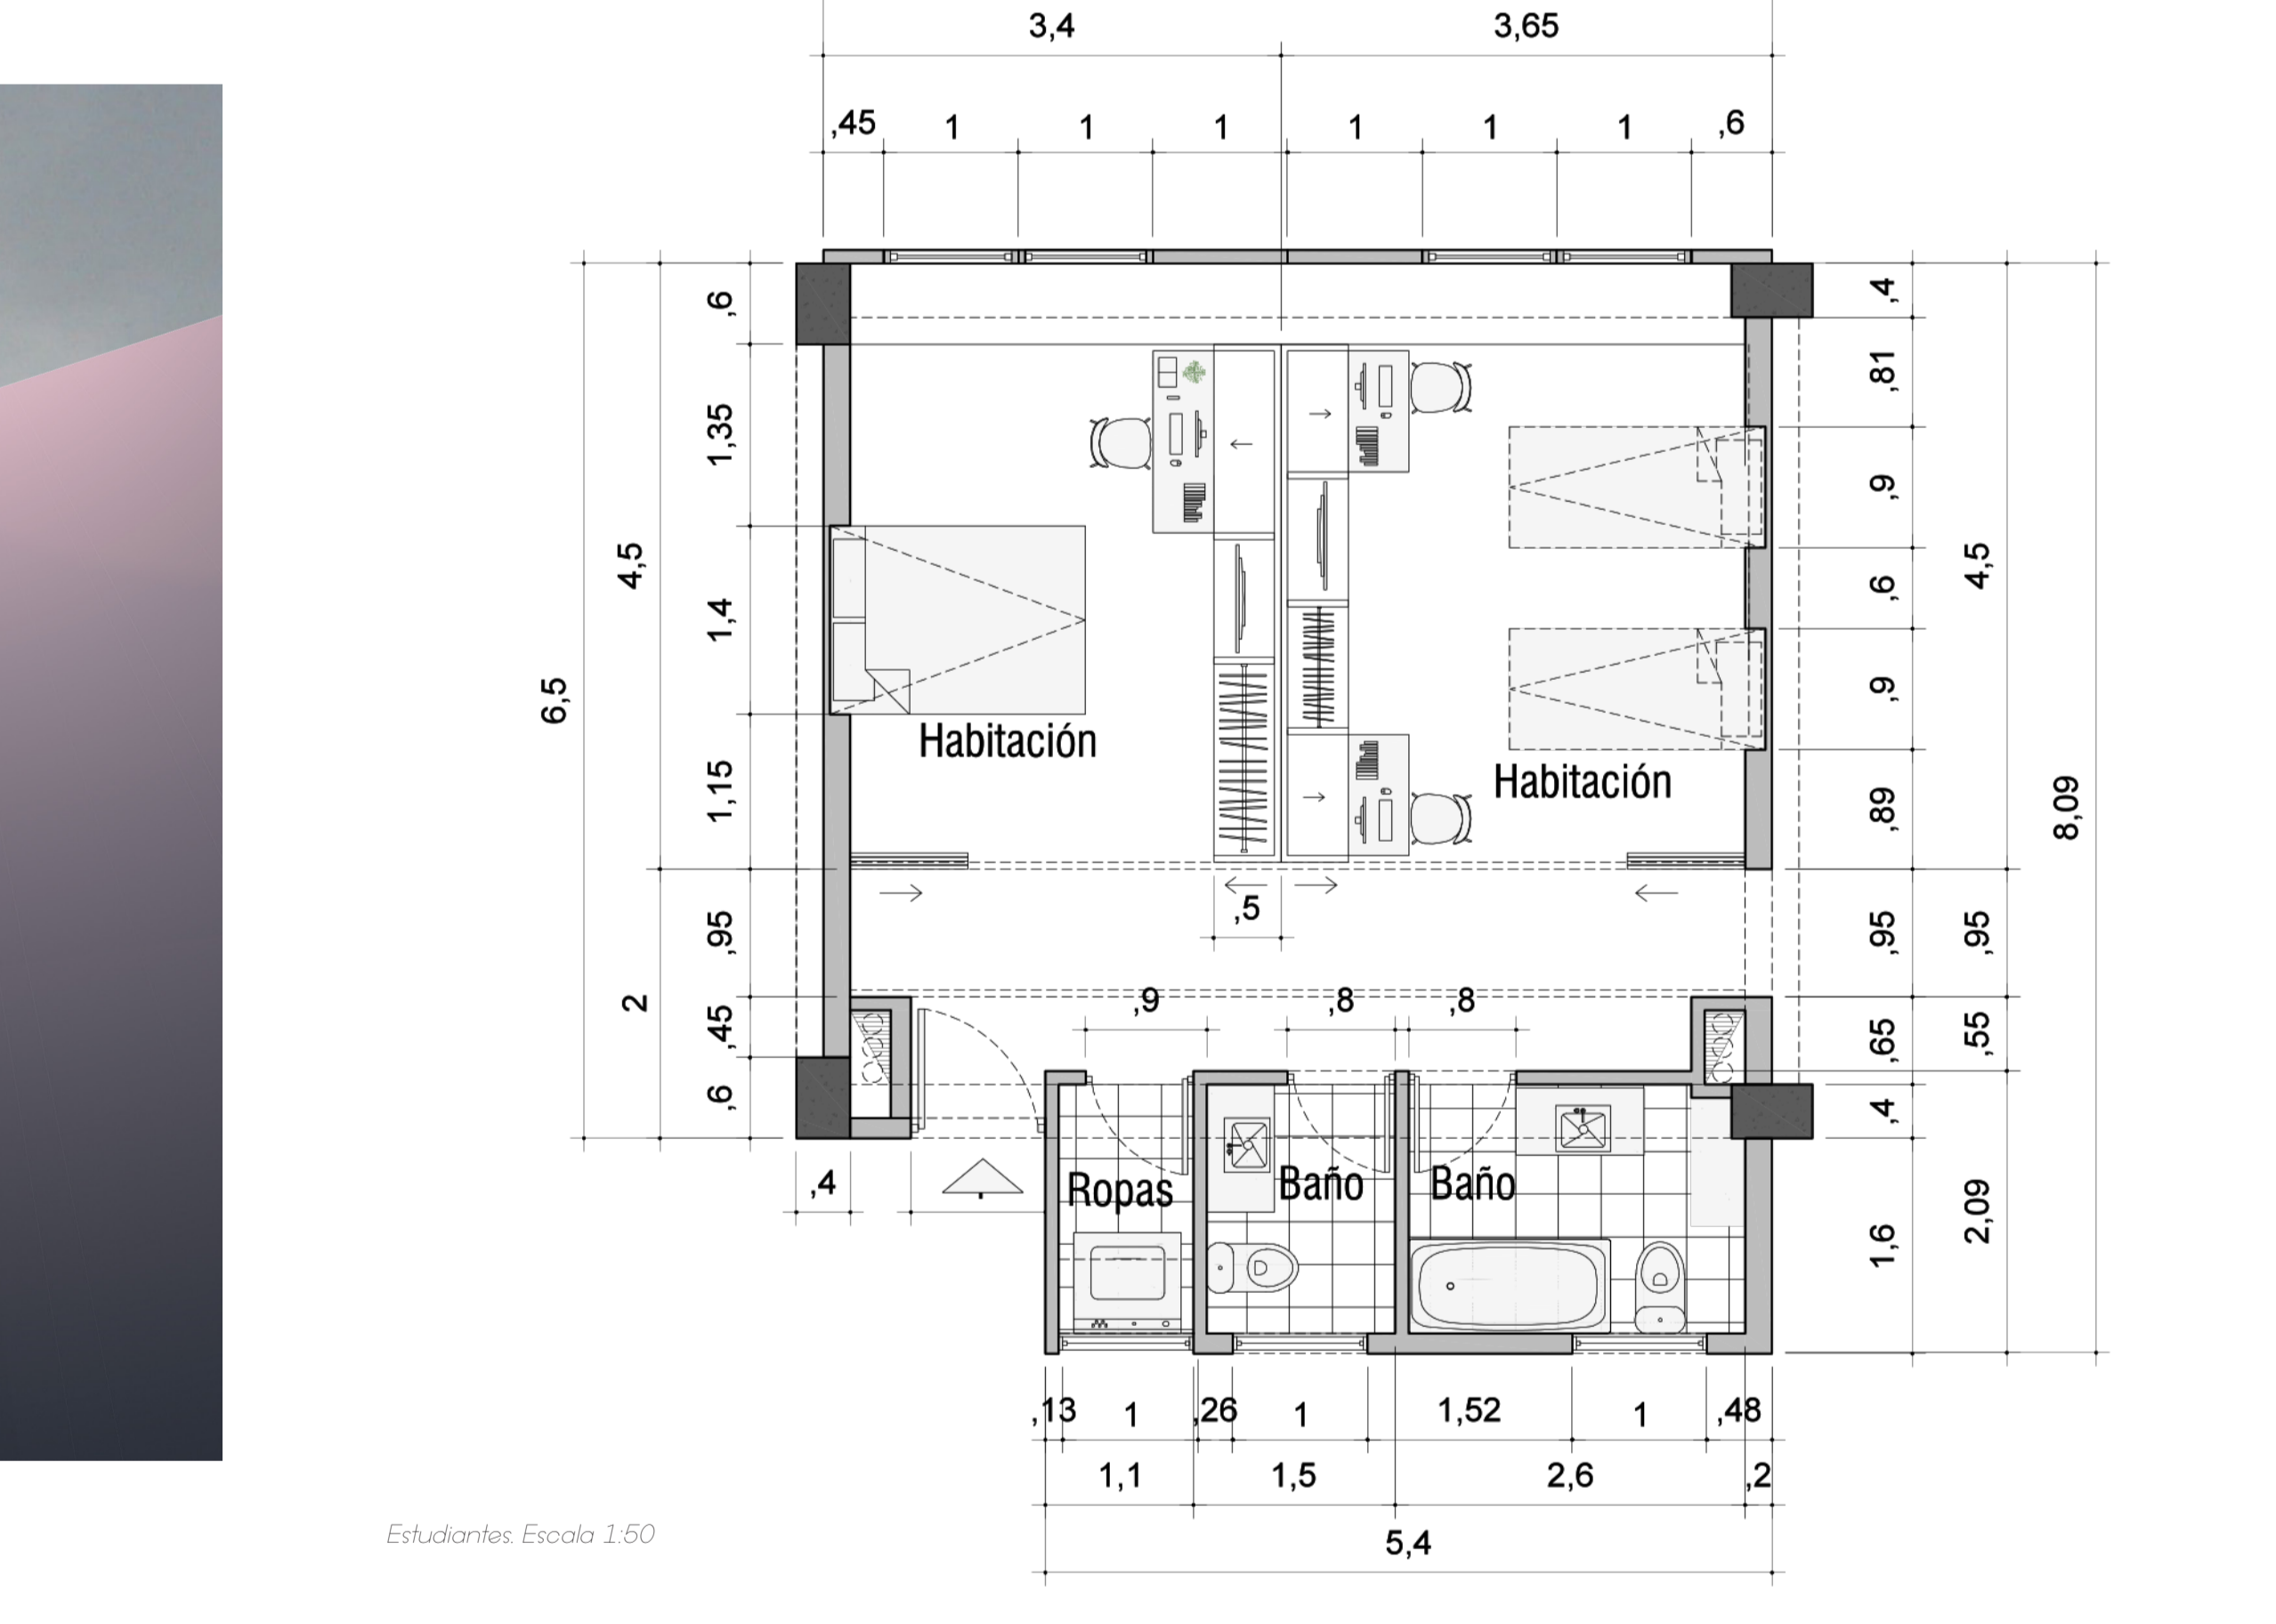 3,4 3,65
,45 1 1 1 1 1 1 ,6
,6
1,35
1,4
1,15
,95
,45
,6
4,5
2
6,5
,4
,81
,9
,6
,9
,89
,95
,65
,4
1,6
4,5
,95
,55
2,09
8,09
Habitación
Habitación
,5
,9 ,8 ,8
,4
Ropas
Baño
Baño
,13 1 ,26 1 1,52 1 ,48
1,1 1,5 2,6 ,2
5,4
Estudiantes. Escala 1:50